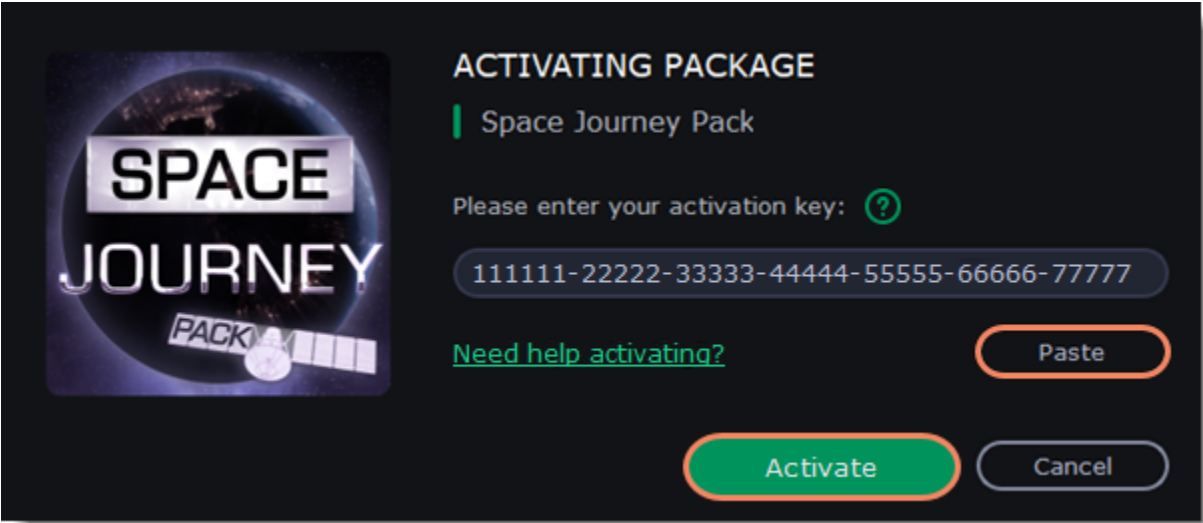 SPACE
JOURNEY
PACK
ACTIVATING PACKAGE
Space Journey Pack
Please enter your activation key: ?
111111-22222-33333-44444-55555-66666-77777
Need help activating?
Paste
Activate
Cancel